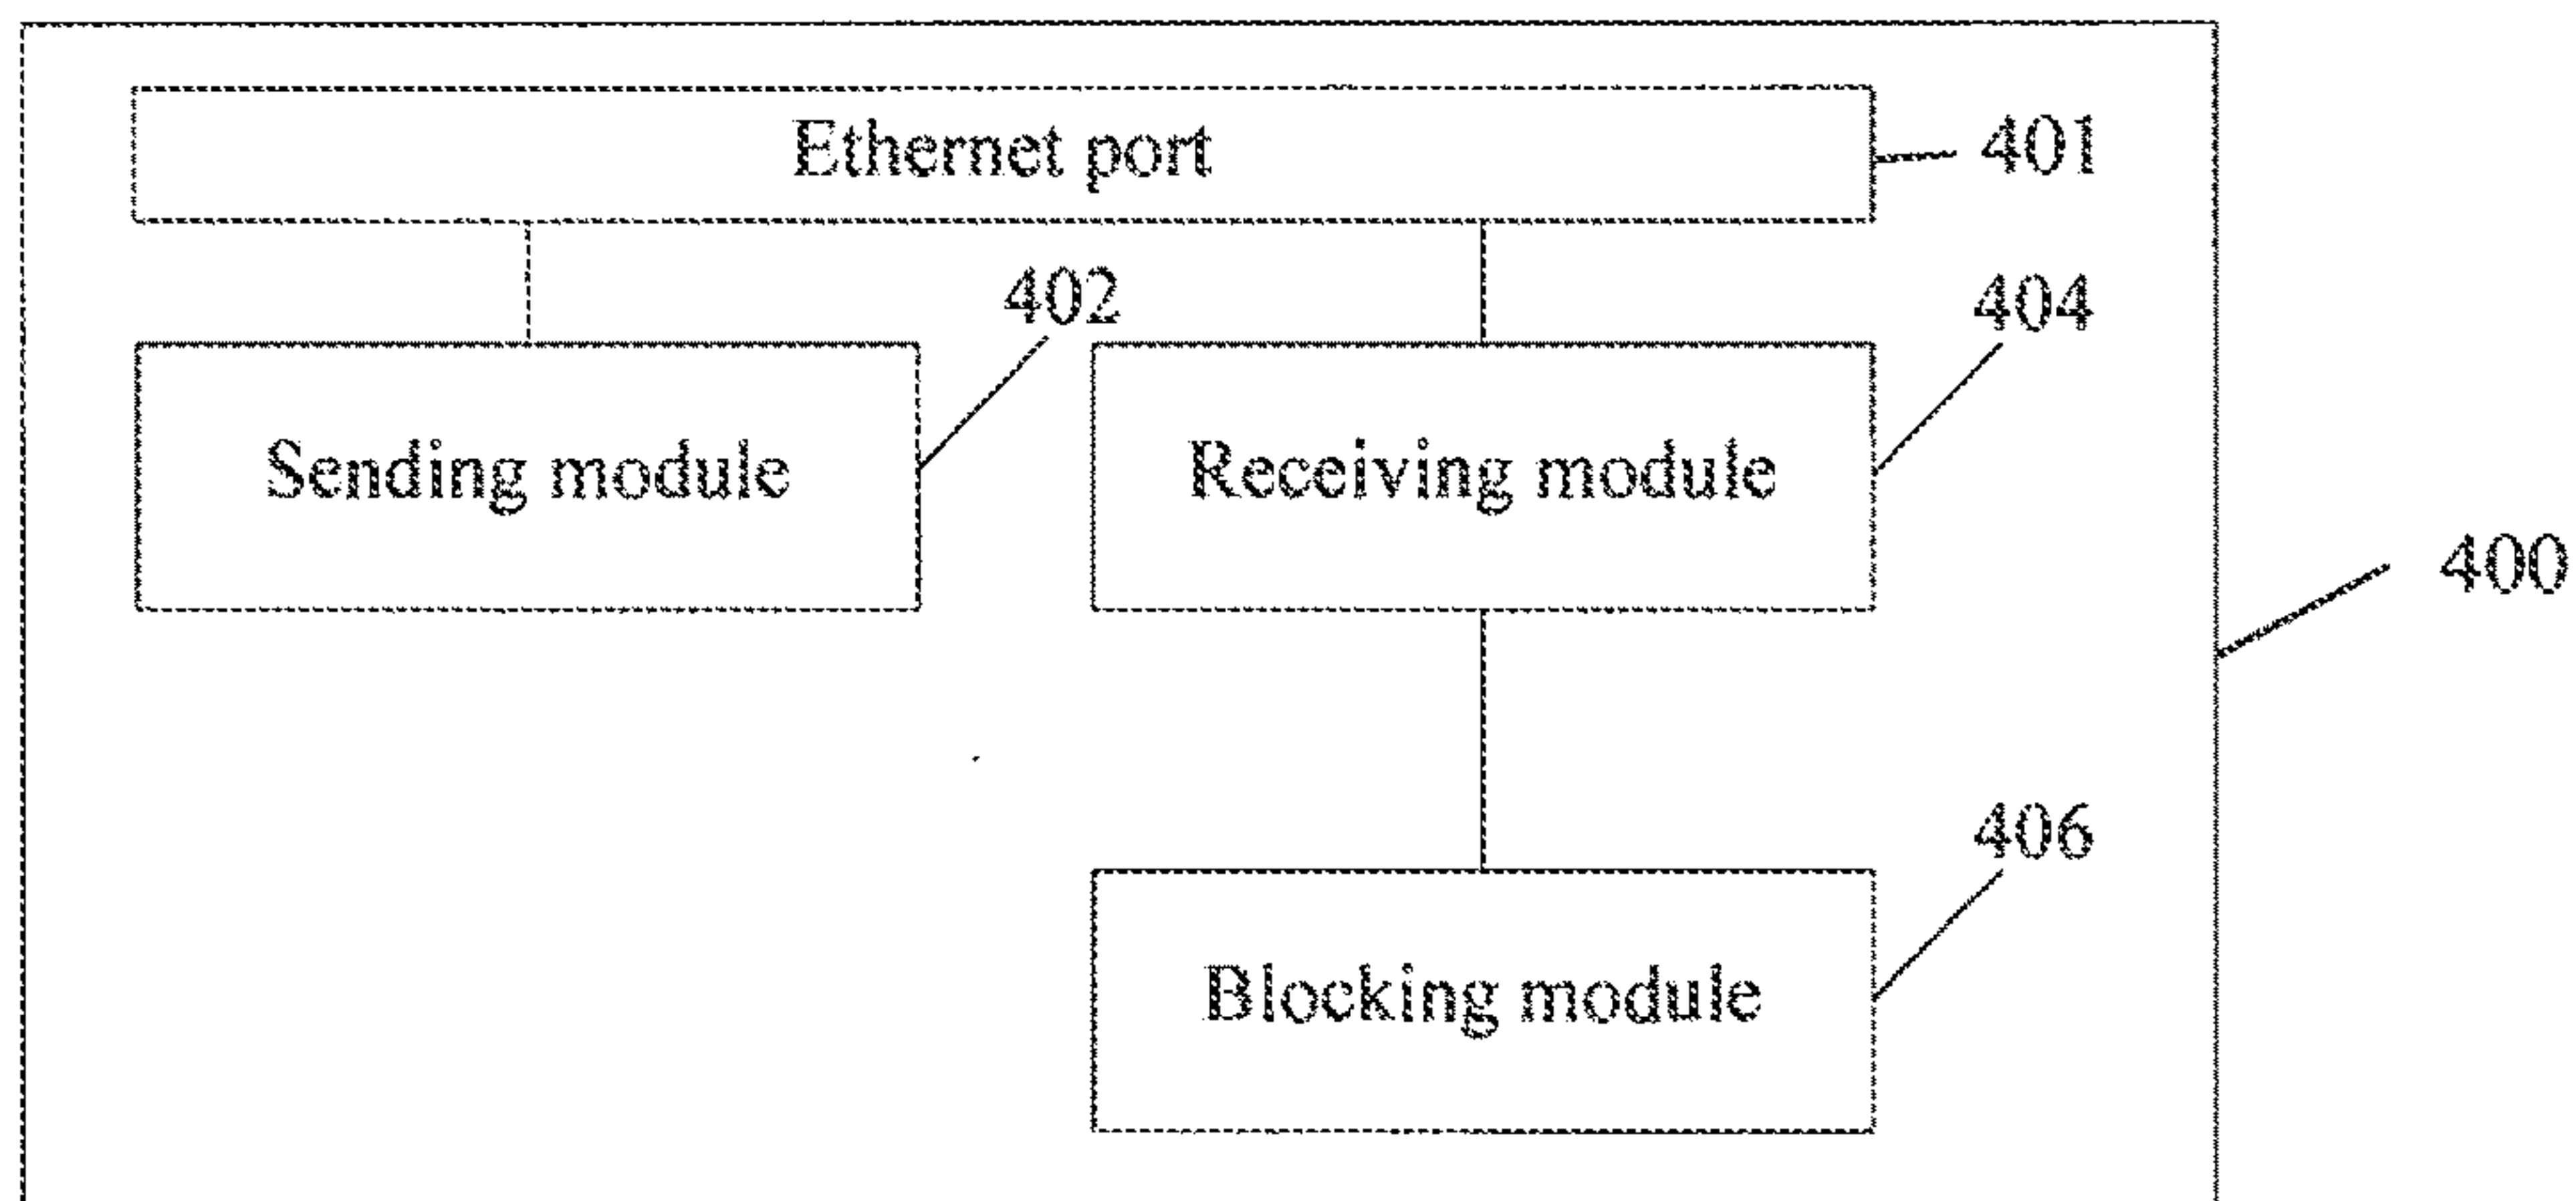 Ethernet port
401
402
404
Sending module
Receiving module
400
406
Blocking module